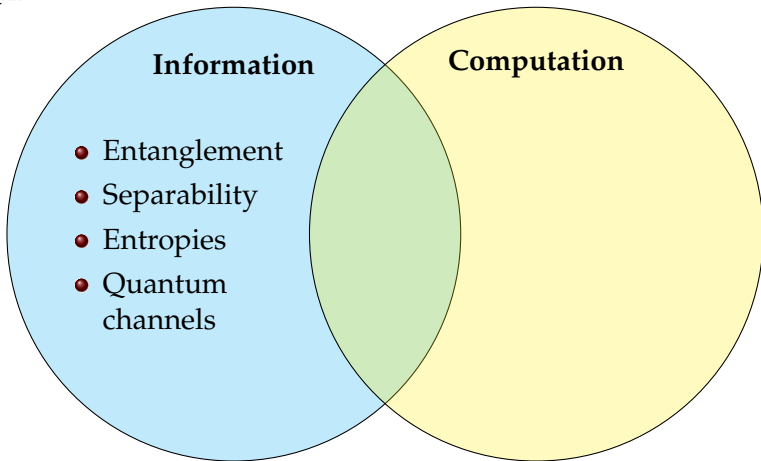 Information
Computation
Entanglement
Separability
Entropies
Quantum
channels